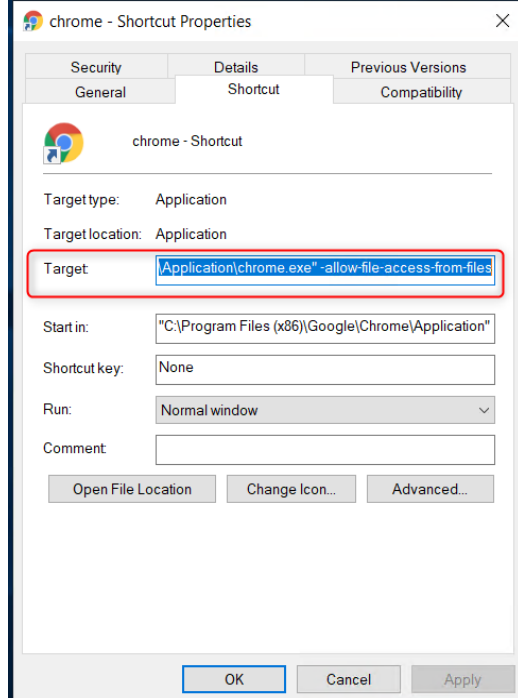 chrome - Shortcut Properties
Security Details Previous Versions
General Shortcut Compatibility
chrome - Shortcut
Target type: Application
Target location: Application
Target: \Application\chrome.exe" -allow-file-access-from-files
Start in: "C:\Program Files (x86)\Google\Chrome\Application"
Shortcut key: None
Run: Normal window
Comment:
Open File Location Change Icon... Advanced...
OK Cancel Apply